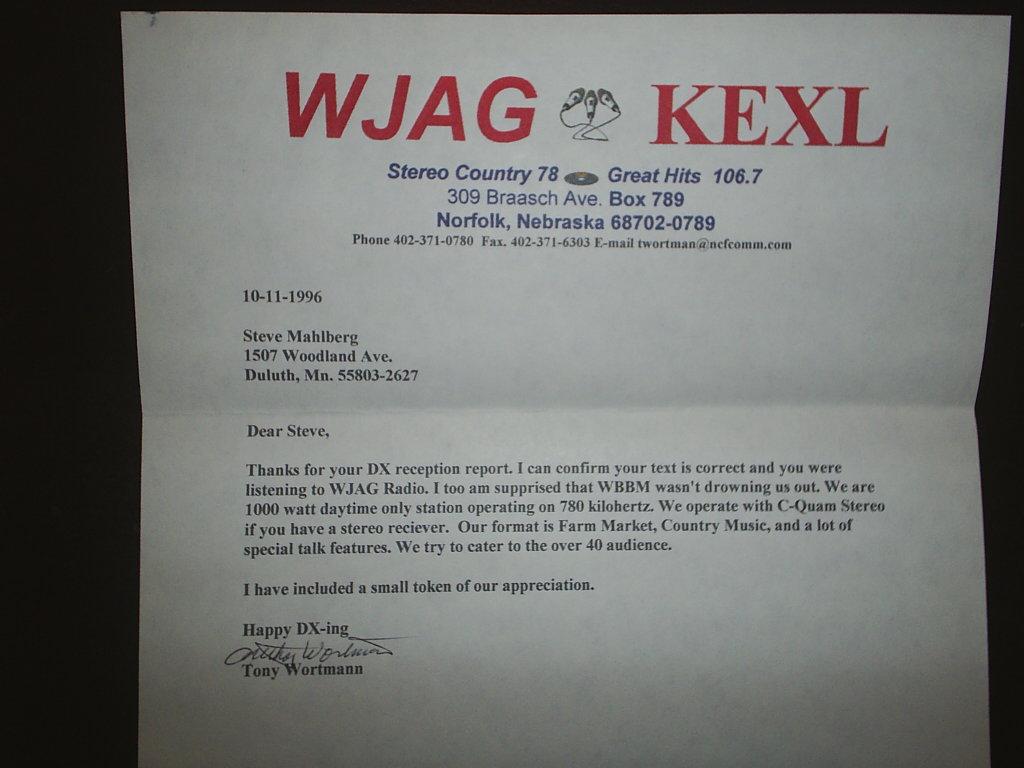 WJAG KEXL
Stereo Country 78 Great Hits 106.7
309 Braasch Ave. Box 789
Norfolk, Nebraska 68702-0789
Phone 402-371-0780 Fax. 402-371-6303 E-mail twortman@ncfcomm.com
10-11-1996
Steve Mahlberg
1507 Woodland Ave.
Duluth, Mn. 55803-2627
Dear Steve,
Thanks for your DX reception report. I can confirm your text is correct and you were
listening to WJAG Radio. I too am supprised that WBBM wasn't drowning us out. We are
1000 watt daytime only station operating on 780 kilohertz. We operate with C-Quam Stereo
if you have a stereo reciever. Our format is Farm Market, Country Music, and a lot of
special talk features. We try to cater to the over 40 audience.
I have included a small token of our appreciation.
Happy DX-ing
Wortman
Tony Wortmann